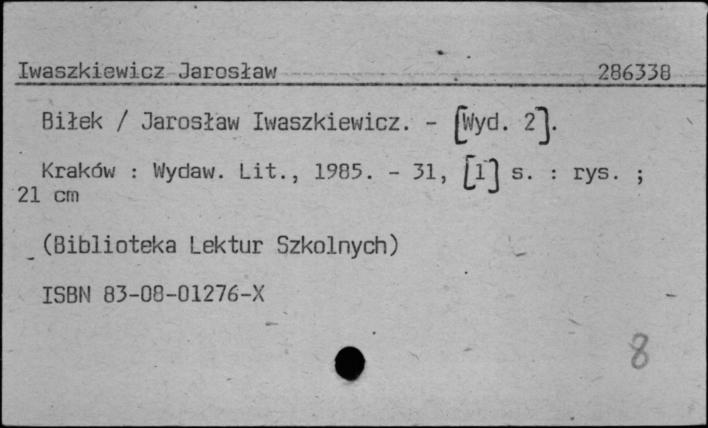 Iwaszkiewicz Jarosław 286338
Biłek / Jarosław Iwaszkiewicz. - [Wyd. 2].
Kraków : Wydaw. Lit., 1985. - 31, [1] s. : rys. ;
21 cm
(Biblioteka Lektur Szkolnych)
ISBN 83-08-01276-X
8